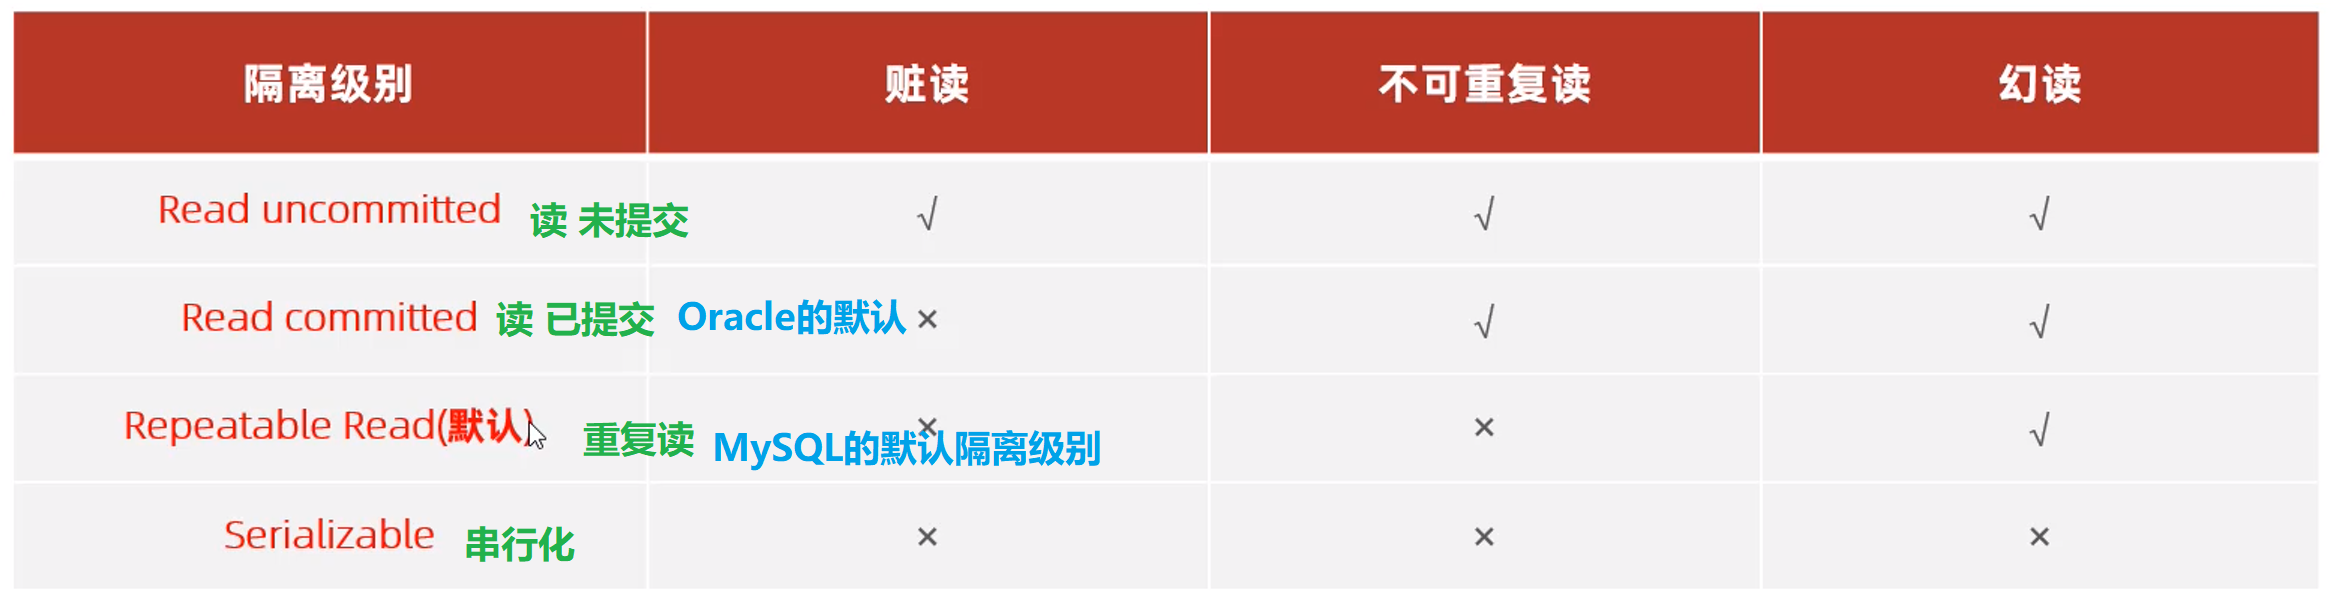 隔离级别 赃读 不可重复读 幻读
Read uncommitted 读 未提交 √ √ √
Read committed 读 已提交 Oracle的默认 × √ √
Repeatable Read(默认) 重复读 MySQL的默认隔离级别 × × √
Serializable 串行化 × × ×